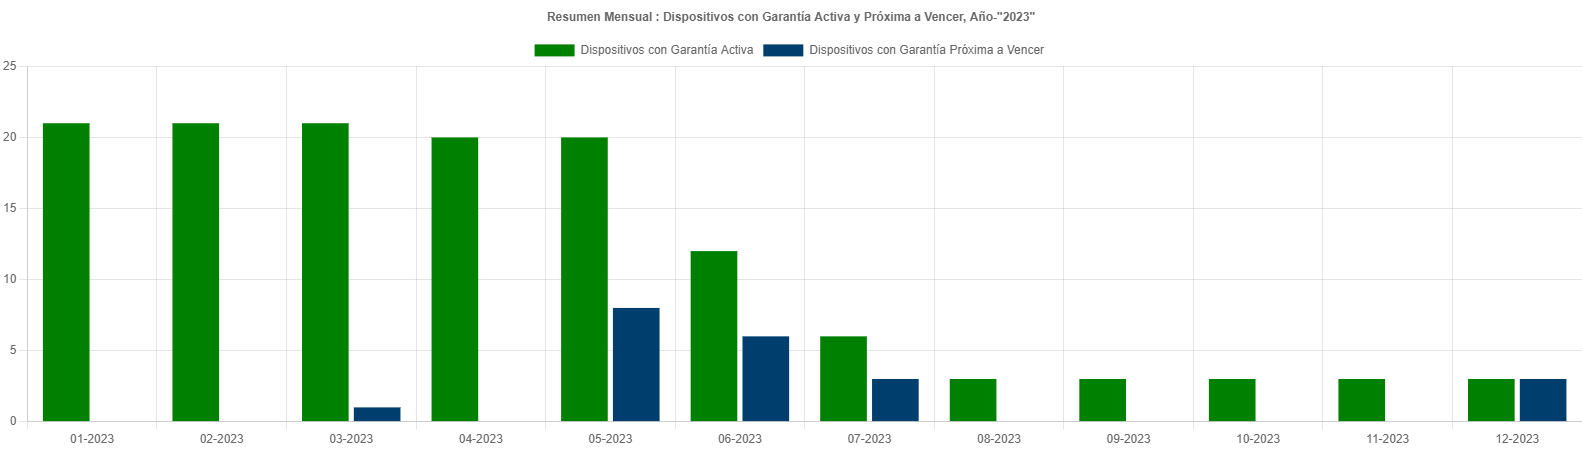 Resumen Mensual : Dispositivos con Garantía Activa y Próxima a Vencer, Año-"2023"
Dispositivos con Garantía Activa Dispositivos con Garantía Próxima a Vencer
25
20
15
10
5
0
01-2023 02-2023 03-2023 04-2023 05-2023 06-2023 07-2023 08-2023 09-2023 10-2023 11-2023 12-2023